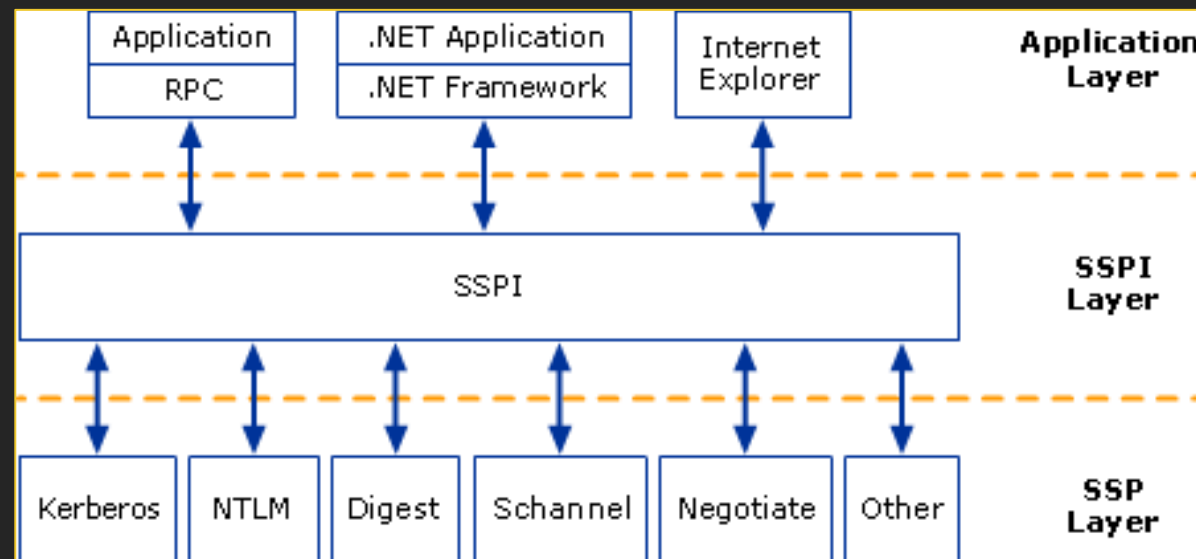 Application
RPC
.NET Application
.NET Framework
Internet
Explorer
Application
Layer
SSPI
SSPI
Layer
Kerberos
NTLM
Digest
Schannel
Negotiate
Other
SSP
Layer